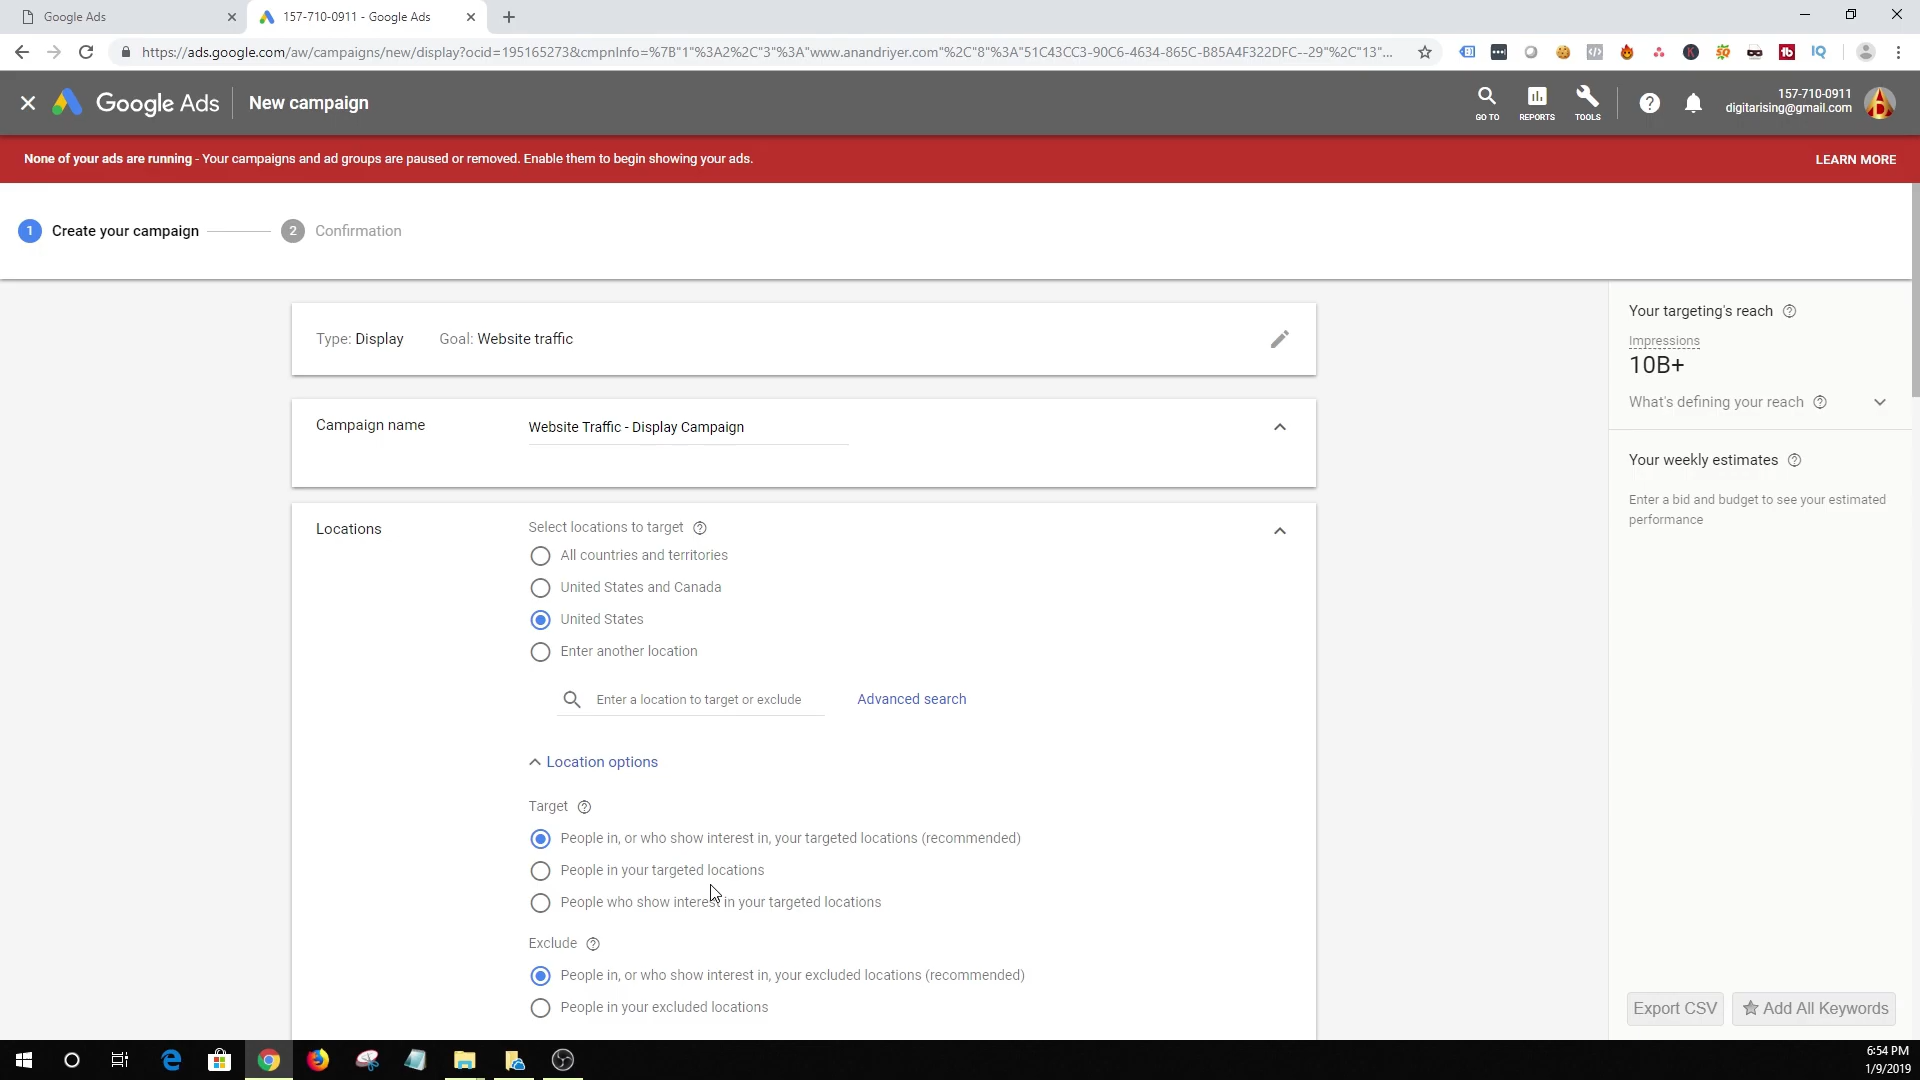 Google Ads
157-710-0911 - Google Ads
https://ads.google.com/aw/campaigns/new/display?ocid=195165273&cmpnInfo=%7B"1"%3A2%2C"3"%3A"www.anandriyer.com"%2C"8"%3A"51C43CC3-90C6-4634-865C-B85A4F322DFC--29"%2C"13"...
Google Ads
New campaign
GO TO
REPORTS
TOOLS
157-710-0911
digitarising@gmail.com
None of your ads are running - Your campaigns and ad groups are paused or removed. Enable them to begin showing your ads.
LEARN MORE
1 Create your campaign
2 Confirmation
Type: Display
Goal: Website traffic
Campaign name
Website Traffic - Display Campaign
Locations
Select locations to target
All countries and territories
United States and Canada
United States
Enter another location
Enter a location to target or exclude
Advanced search
Location options
Target
People in, or who show interest in, your targeted locations (recommended)
People in your targeted locations
People who show interest in your targeted locations
Exclude
People in, or who show interest in, your excluded locations (recommended)
People in your excluded locations
Your targeting's reach
Impressions
10B+
What's defining your reach
Your weekly estimates
Enter a bid and budget to see your estimated
performance
Export CSV
Add All Keywords
6:54 PM
1/9/2019